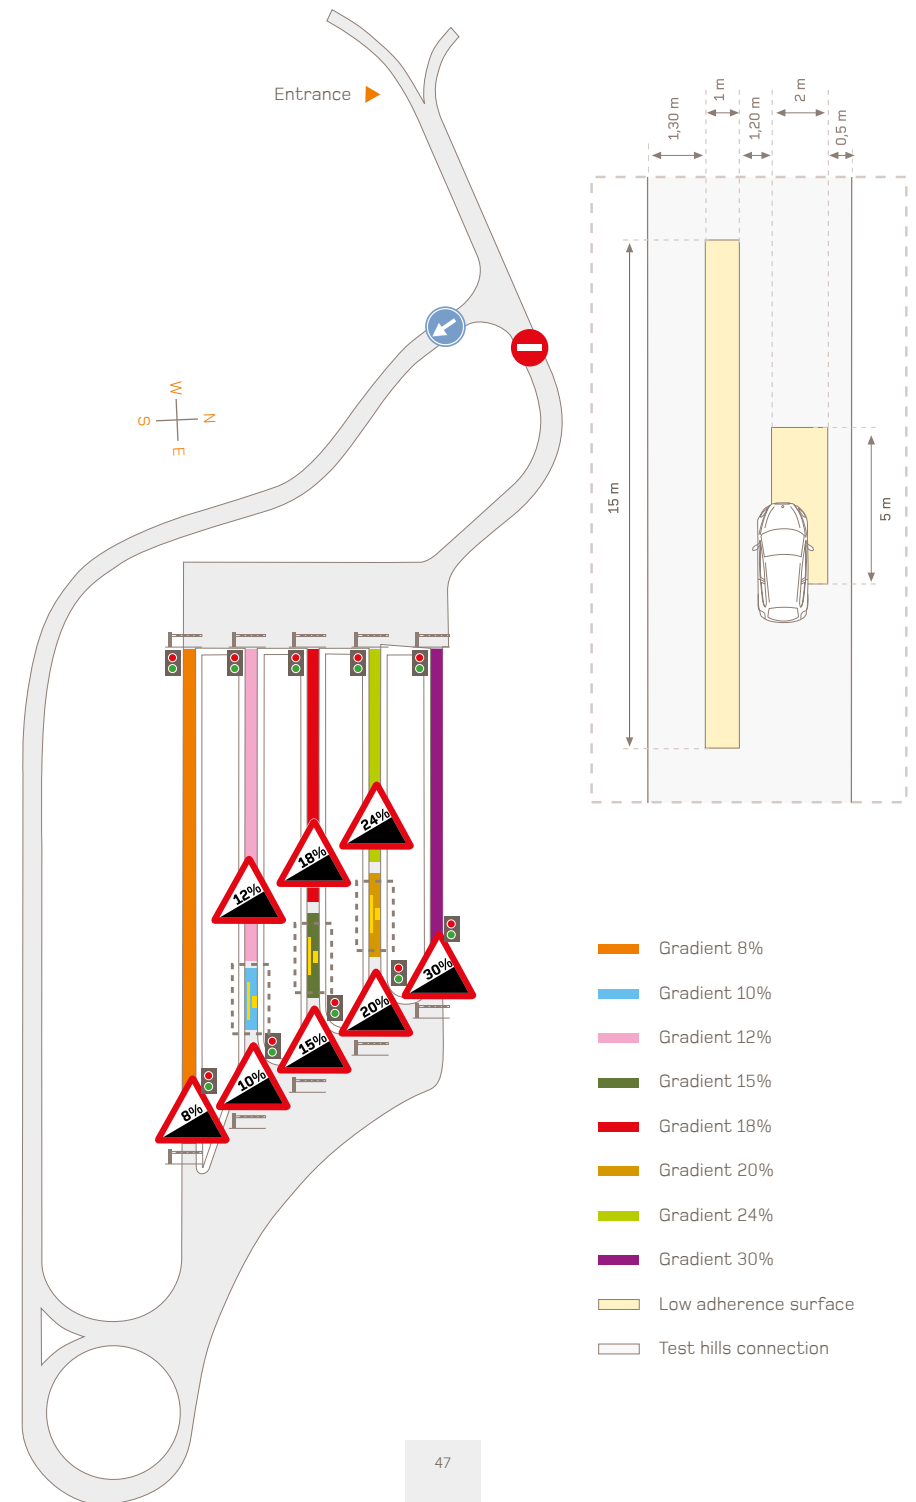 Entrance
1,30 m
1 m
1,20 m
2 m
0,5 m
W
S
N
E
15 m
5 m
24%
18%
12%
30%
20%
15%
10%
8%
Gradient 8%
Gradient 10%
Gradient 12%
Gradient 15%
Gradient 18%
Gradient 20%
Gradient 24%
Gradient 30%
Low adherence surface
Test hills connection
47